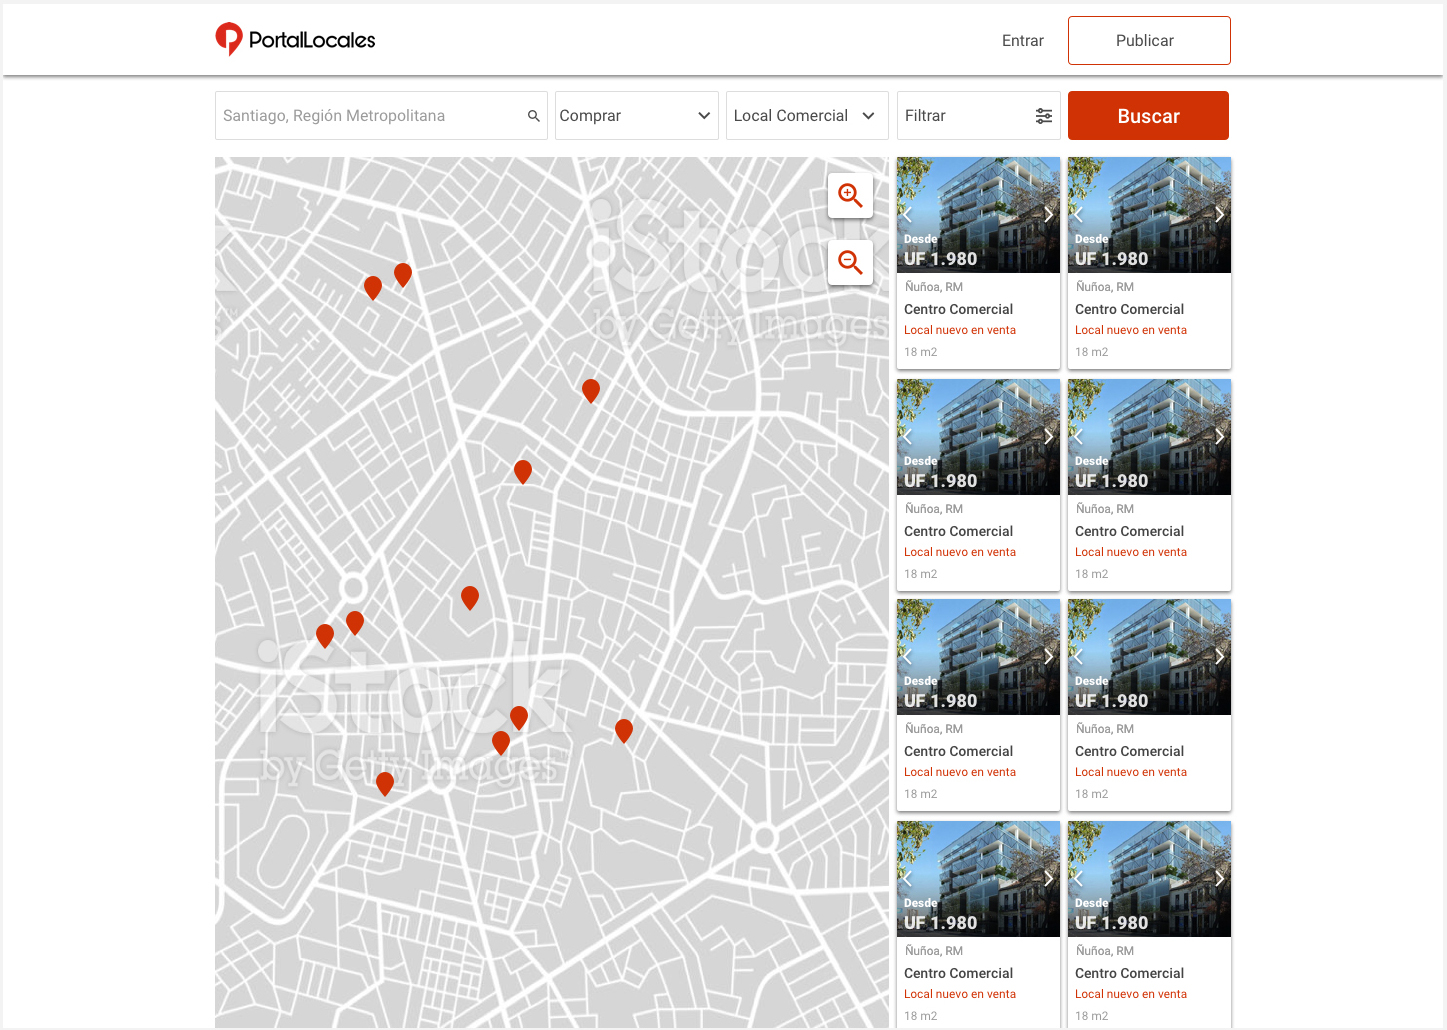 PortalLocales
Entrar
Publicar
Santiago, Región Metropolitana
Comprar
Local Comercial
Filtrar
Buscar
iStock
by Getty Images
iStock
by Getty Images™
Desde
UF 1.980
Ñuñoa, RM
Centro Comercial
Local nuevo en venta
18 m2
Desde
UF 1.980
Ñuñoa, RM
Centro Comercial
Local nuevo en venta
18 m2
Desde
UF 1.980
Ñuñoa, RM
Centro Comercial
Local nuevo en venta
18 m2
Desde
UF 1.980
Ñuñoa, RM
Centro Comercial
Local nuevo en venta
18 m2
Desde
UF 1.980
Ñuñoa, RM
Centro Comercial
Local nuevo en venta
18 m2
Desde
UF 1.980
Ñuñoa, RM
Centro Comercial
Local nuevo en venta
18 m2
Desde
UF 1.980
Ñuñoa, RM
Centro Comercial
Local nuevo en venta
18 m2
Desde
UF 1.980
Ñuñoa, RM
Centro Comercial
Local nuevo en venta
18 m2